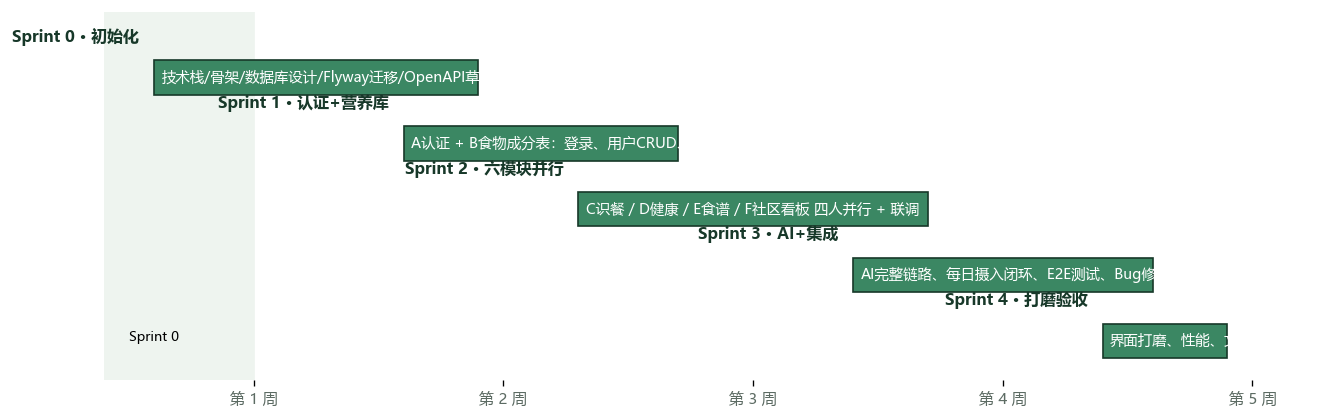 Sprint 0 • 初始化
技术栈/骨架/数据库设计/Flyway迁移/OpenAPI草
Sprint 1 • 认证+营养库
A认证 + B食物成分表：登录、用户CRUD、
Sprint 2 • 六模块并行
C识餐 / D健康 / E食谱 / F社区看板 四人并行 + 联调
Sprint 3 • AI+集成
AI完整链路、每日摄入闭环、E2E测试、Bug修
Sprint 4 • 打磨验收
Sprint 0
界面打磨、性能、
第 1 周
第 2 周
第 3 周
第 4 周
第 5 周